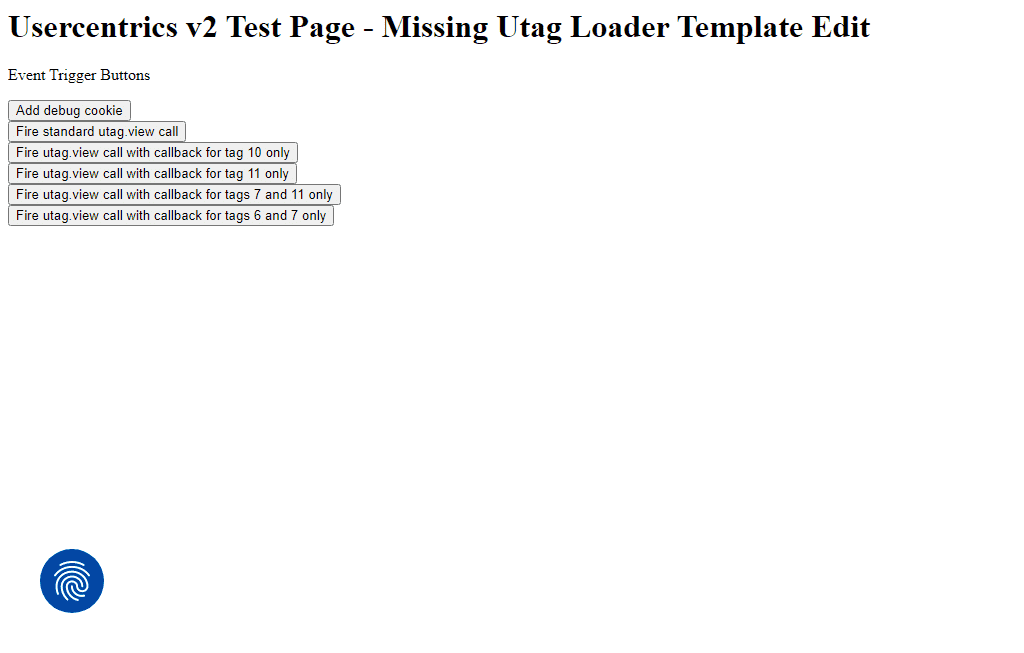 Usercentrics v2 Test Page - Missing Utag Loader Template Edit
Event Trigger Buttons
Add debug cookie
Fire standard utag.view call
Fire utag.view call with callback for tag 10 only
Fire utag.view call with callback for tag 11 only
Fire utag.view call with callback for tags 7 and 11 only
Fire utag.view call with callback for tags 6 and 7 only